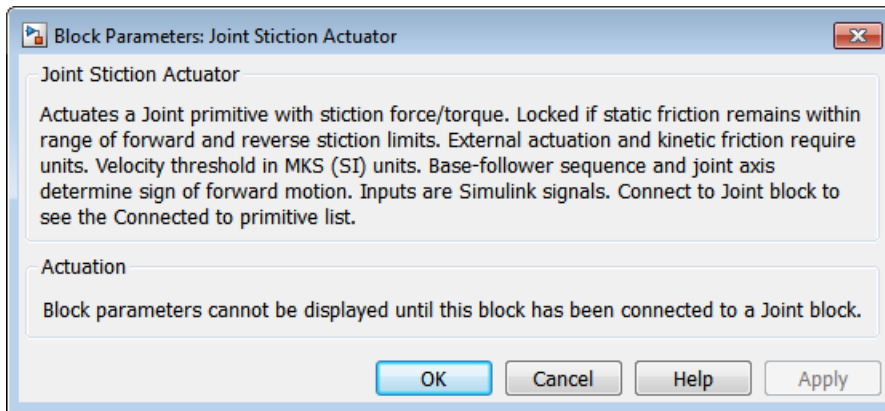 Block Parameters: Joint Stiction Actuator
Joint Stiction Actuator
Actuates a Joint primitive with stiction force/torque. Locked if static friction remains within
range of forward and reverse stiction limits. External actuation and kinetic friction require
units. Velocity threshold in MKS (SI) units. Base-follower sequence and joint axis
determine sign of forward motion. Inputs are Simulink signals. Connect to Joint block to
see the Connected to primitive list.
Actuation
Block parameters cannot be displayed until this block has been connected to a Joint block.
OK Cancel Help Apply